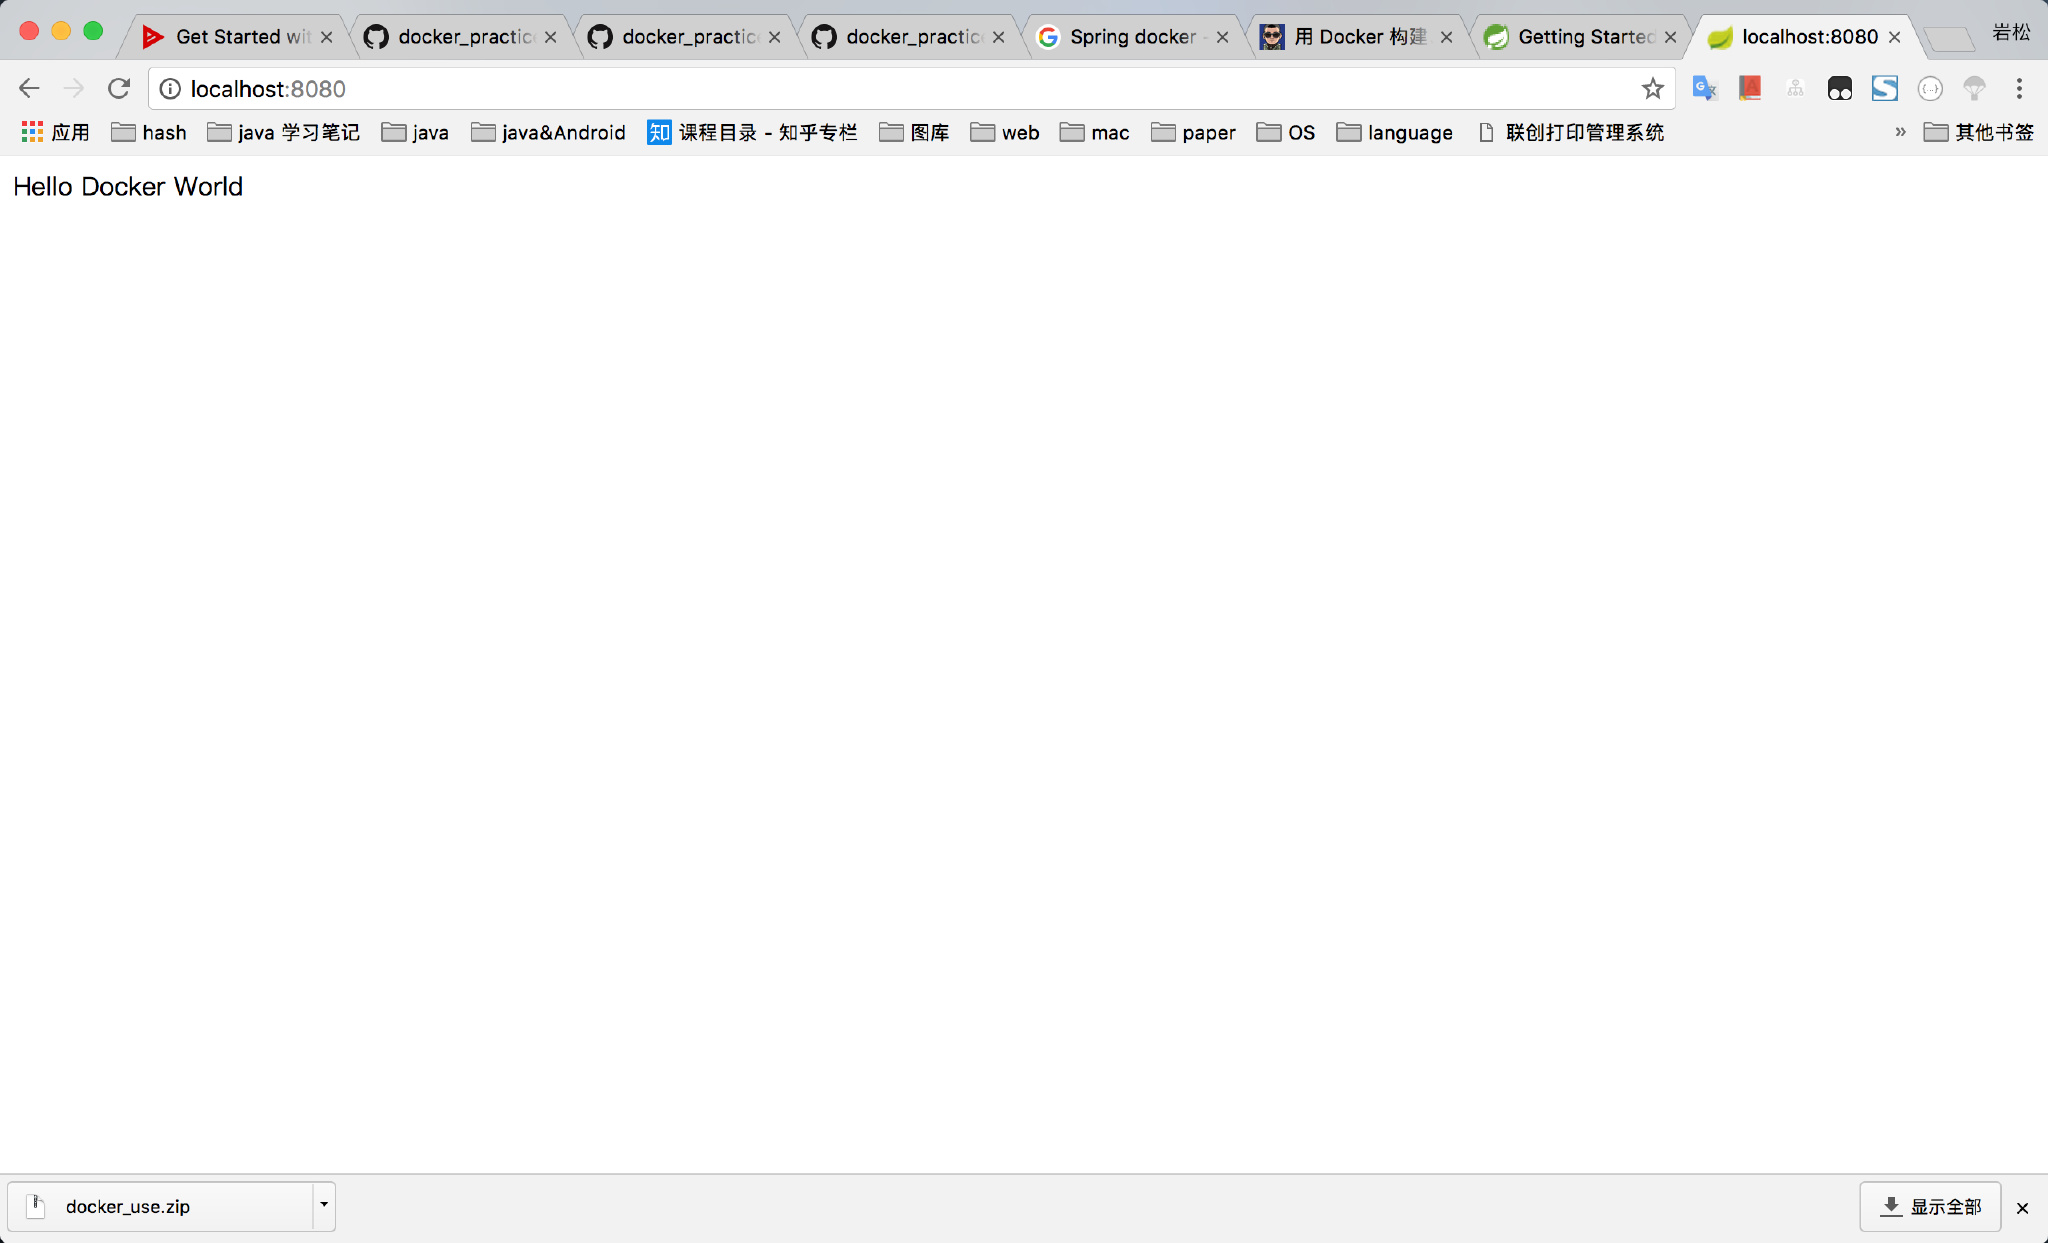 Get Started wit
docker_practic
docker_practic
docker_practic
Spring docker -
用 Docker 构建
Getting Started
localhost:8080
岩松
localhost:8080
应用
hash
java 学习笔记
java
java&Android
知 课程目录 - 知乎专栏
图库
web
mac
paper
OS
language
联创打印管理系统
»
其他书签
Hello Docker World
docker_use.zip
显示全部